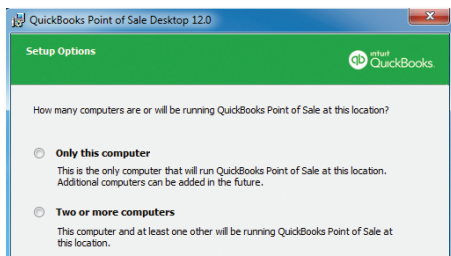 QuickBooks Point of Sale Desktop 12.0
Setup Options
intuit
qb QuickBooks.
How many computers are or will be running QuickBooks Point of Sale at this location?
Only this computer
This is the only computer that will run QuickBooks Point of Sale at this location.
Additional computers can be added in the future.
Two or more computers
This computer and at least one other will be running QuickBooks Point of Sale at
this location.